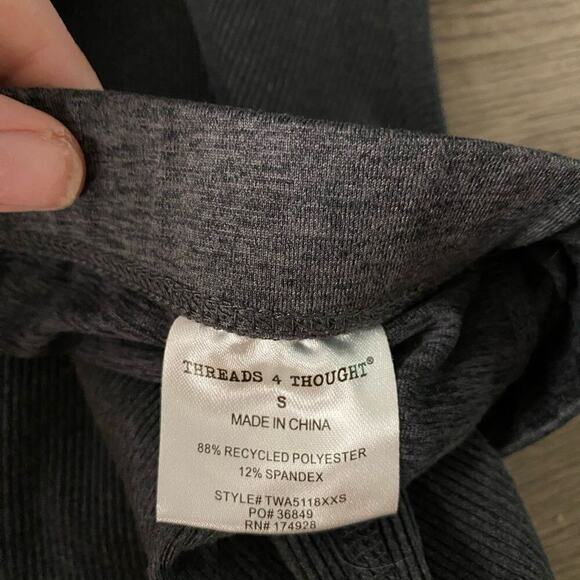 THREADS 4 THOUGHT®
S
MADE IN CHINA
88% RECYCLED POLYESTER
12% SPANDEX
STYLE# TWA5118XXS
PO# 36849
RN# 174928